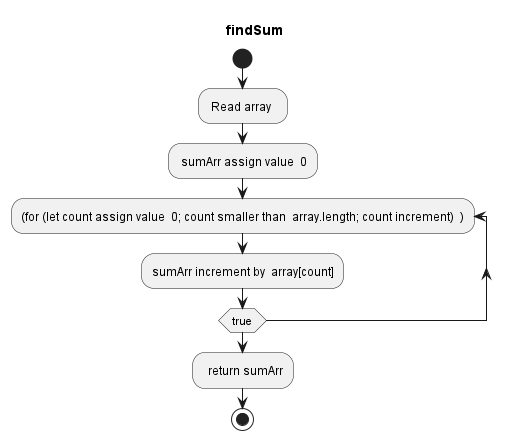 findSum
Read array
sumArr assign value 0
(for (let count assign value 0; count smaller than array.length; count increment) )
sumArr increment by array[count]
true
return sumArr